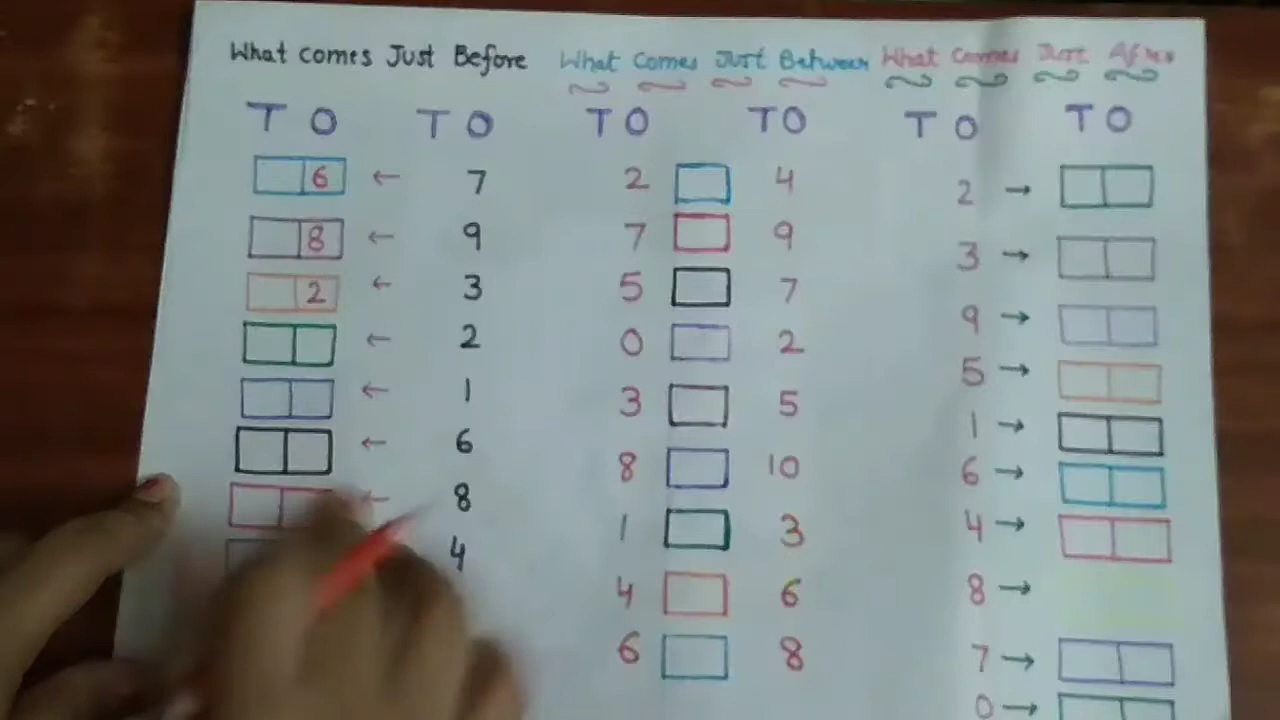 What comes Just Before What Comes Just Between What Comes Just After
T O T O T O T O T O T O
6 ← 7 2 4 2 →
8 ← 9 7 9 3 →
2 ← 3 5 7 9 →
← 2 0 2 5 →
← 1 3 5 1 →
← 6 8 10 6 →
← 8 1 3 4 →
4 4 6 8 →
6 8 7 →
0 →